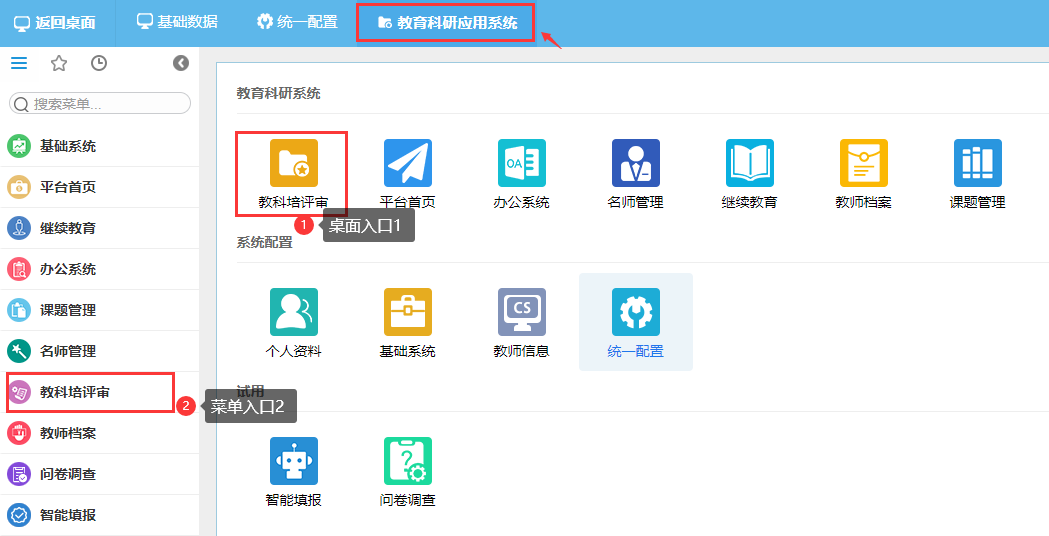 返回桌面 基础数据 统一配置 教育科研应用系统
搜索菜单...
基础系统
平台首页
继续教育
办公系统
课题管理
名师管理
教科培评审
教师档案
问卷调查
智能填报
2 菜单入口2
教育科研系统
教科培评审 平台首页 办公系统 名师管理 继续教育 教师档案 课题管理
OA
1 桌面入口1
系统配置
CS
个人资料 基础系统 教师信息 统一配置
试用
智能填报 问卷调查